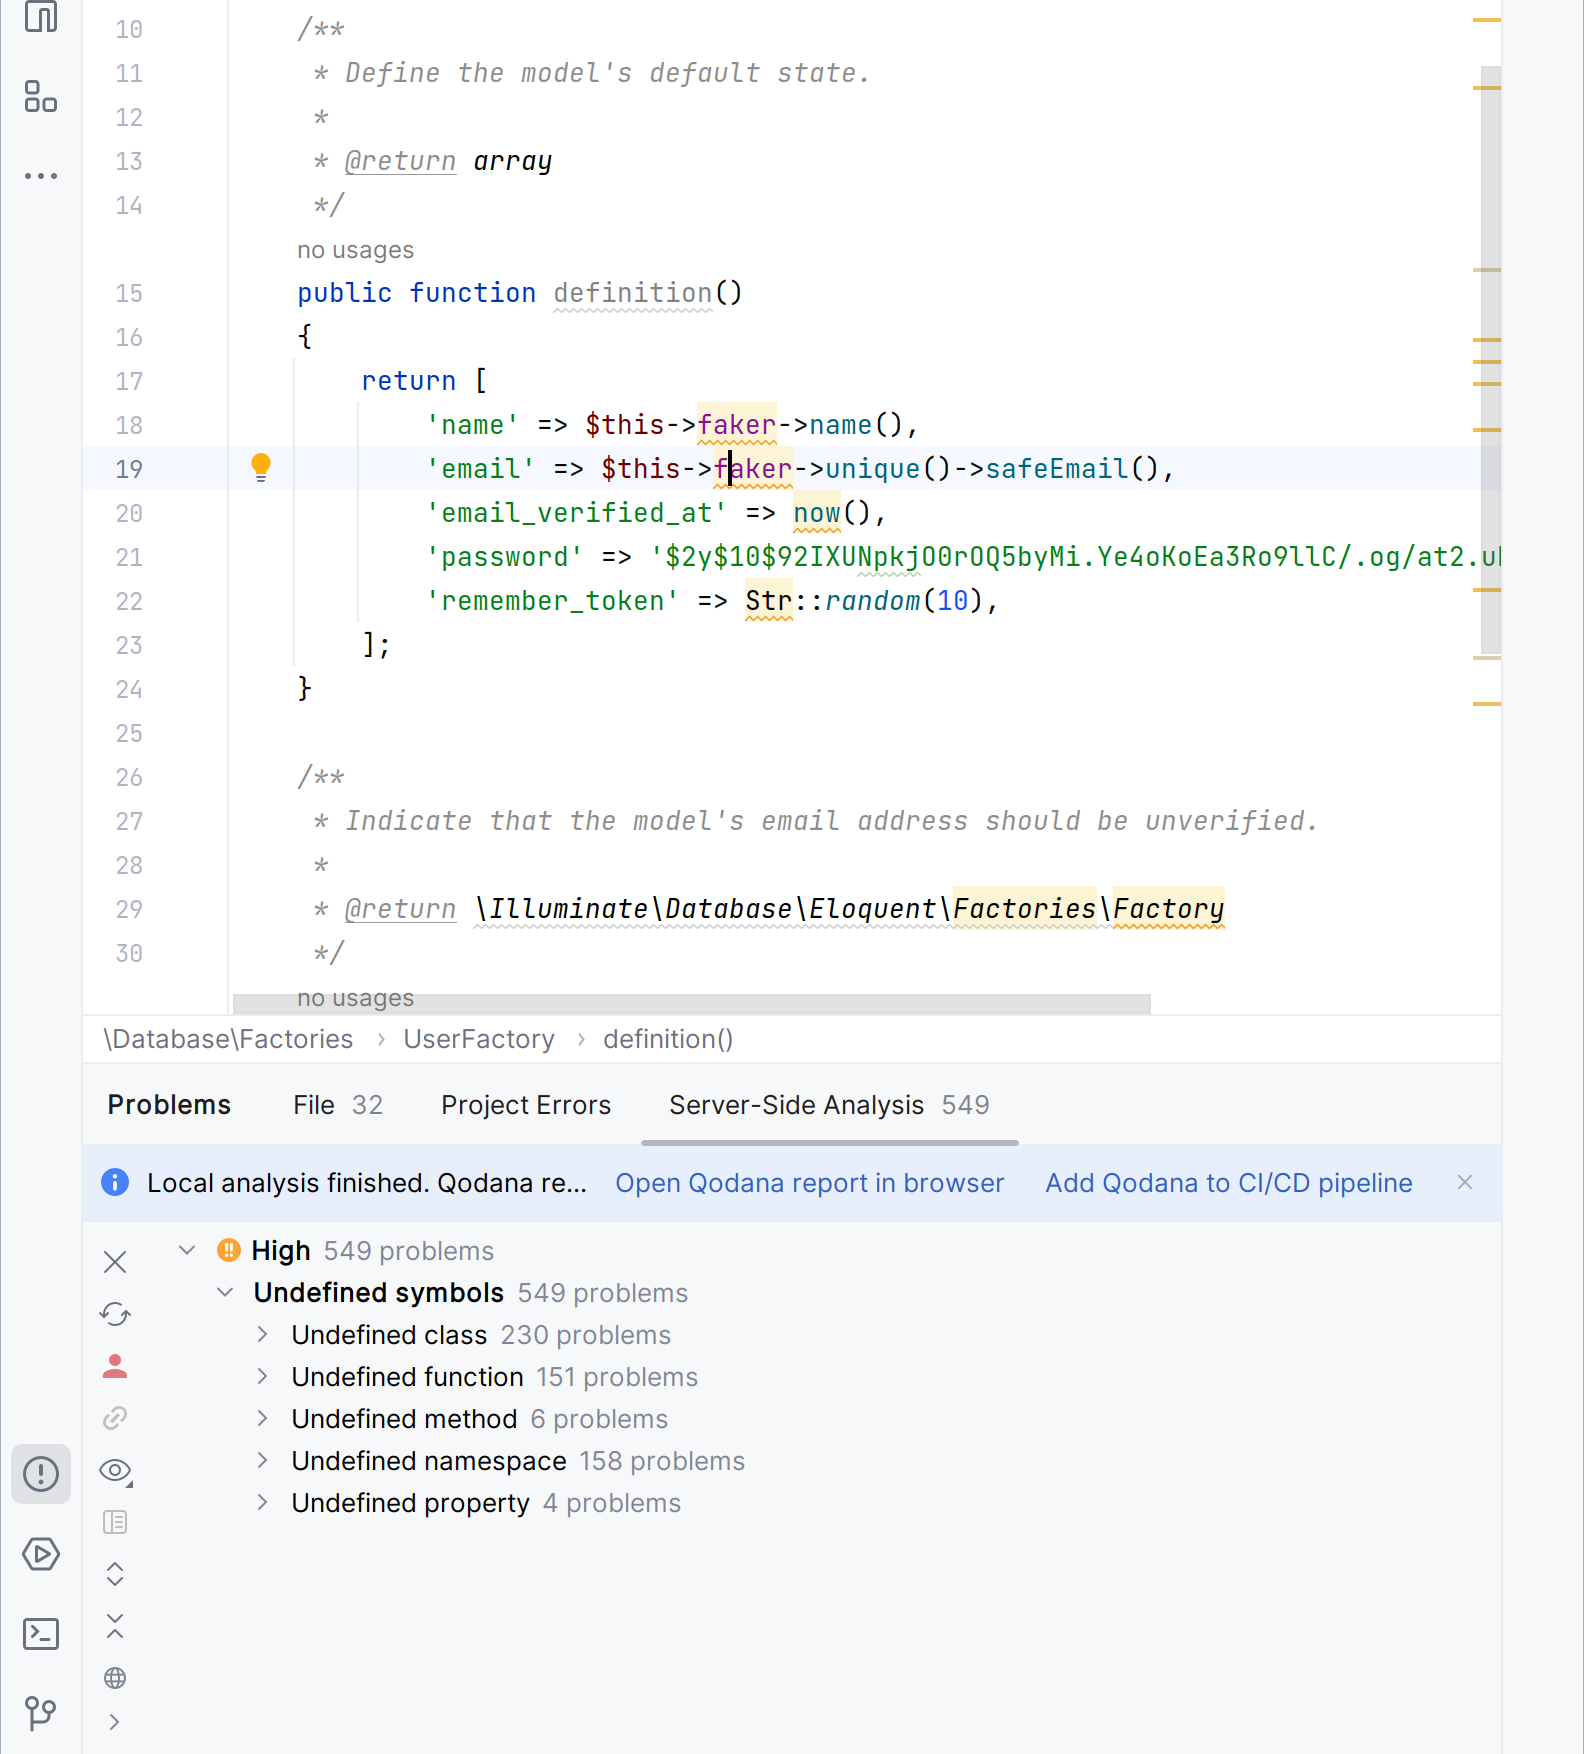 10 /**
11 * Define the model's default state.
12 *
13 * @return array
14 */
no usages
15 public function definition()
16 {
17 return [
18 'name' => $this->faker->name(),
19 'email' => $this->faker->unique()->safeEmail(),
20 'email_verified_at' => now(),
21 'password' => '$2y$10$92IXUNpkjO0rOQ5byMi.Ye4oKoEa3Ro9llC/.og/at2.u
22 'remember_token' => Str::random(10),
23 ];
24 }
25
26 /**
27 * Indicate that the model's email address should be unverified.
28 *
29 * @return \Illuminate\Database\Eloquent\Factories\Factory
30 */
no usages
\Database\Factories › UserFactory › definition()
Problems File 32 Project Errors Server-Side Analysis 549
Local analysis finished. Qodana re... Open Qodana report in browser Add Qodana to CI/CD pipeline
High 549 problems
Undefined symbols 549 problems
Undefined class 230 problems
Undefined function 151 problems
Undefined method 6 problems
Undefined namespace 158 problems
Undefined property 4 problems